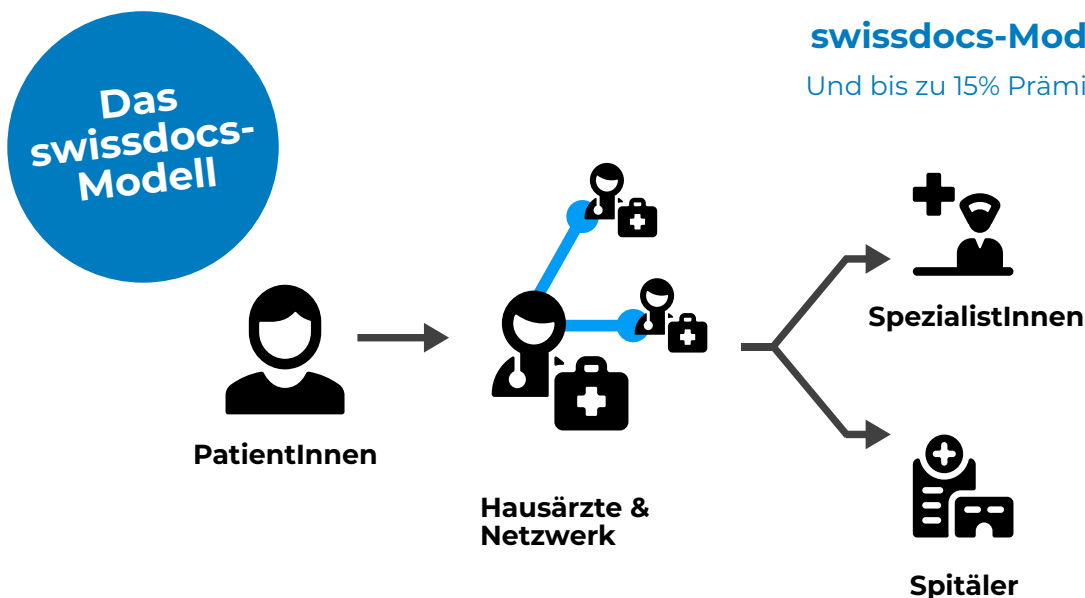 Das
swissdocs-
Modell
swissdocs-Mod
Und bis zu 15% Prämi
PatientInnen
Hausärzte &
Netzwerk
SpezialistInnen
Spitäler